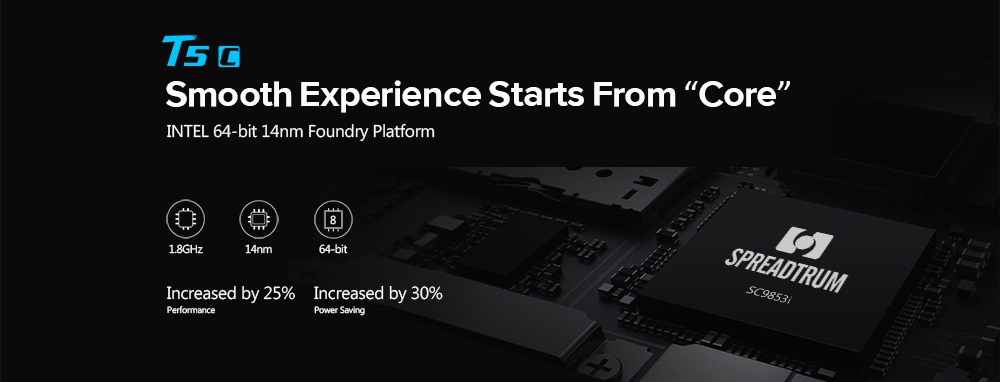 T5 C
Smooth Experience Starts From “Core”
INTEL 64-bit 14nm Foundry Platform
8
1.8GHz 14nm 64-bit
Increased by 25% Increased by 30%
Performance Power Saving
SPREADTRUM
SC9853i